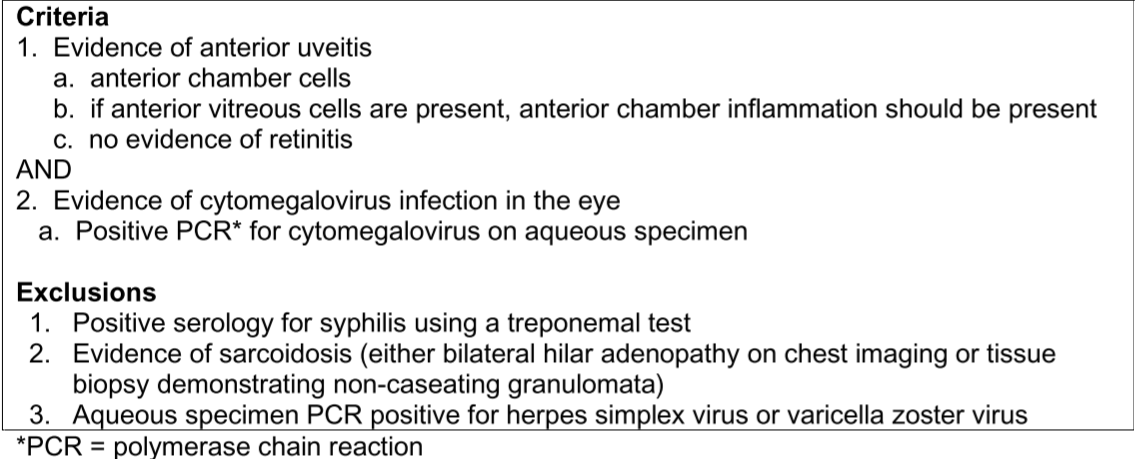 Criteria
1. Evidence of anterior uveitis
a. anterior chamber cells
b. if anterior vitreous cells are present, anterior chamber inflammation should be present
c. no evidence of retinitis
AND
2. Evidence of cytomegalovirus infection in the eye
a. Positive PCR* for cytomegalovirus on aqueous specimen
Exclusions
1. Positive serology for syphilis using a treponemal test
2. Evidence of sarcoidosis (either bilateral hilar adenopathy on chest imaging or tissue
biopsy demonstrating non-caseating granulomata)
3. Aqueous specimen PCR positive for herpes simplex virus or varicella zoster virus
*PCR = polymerase chain reaction